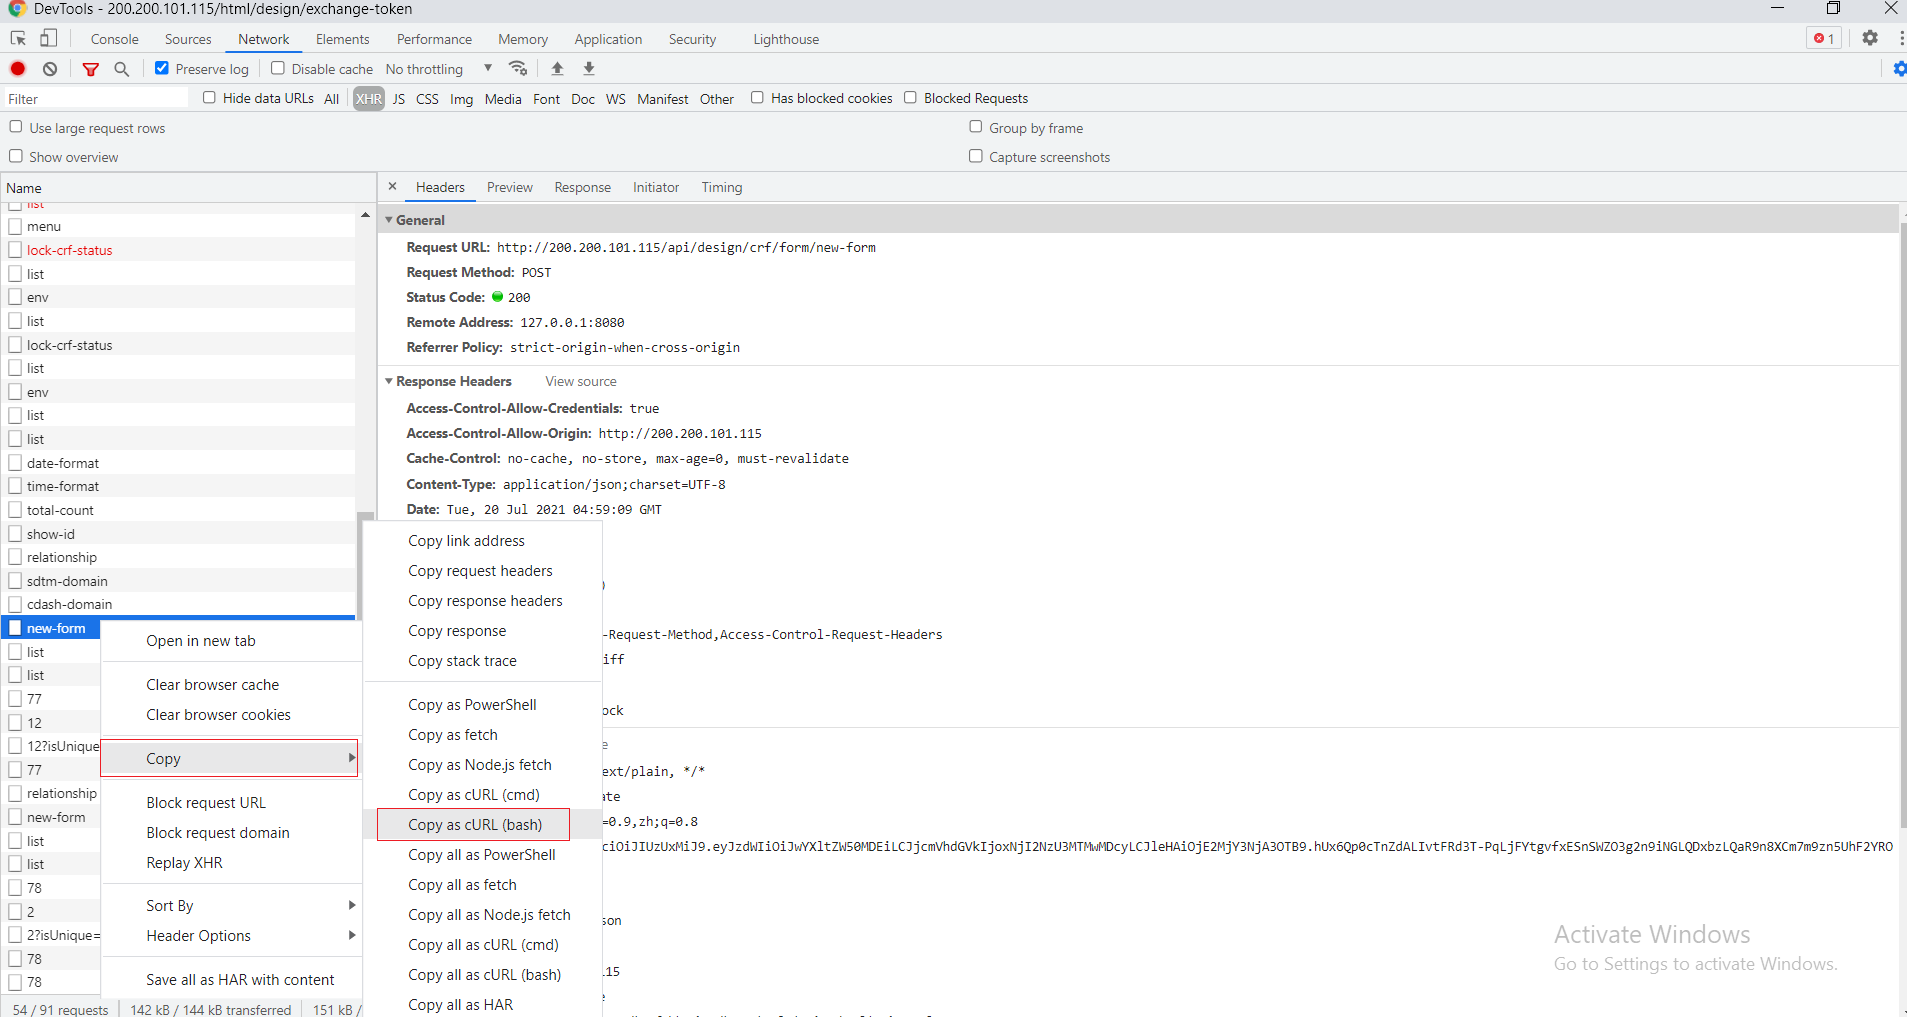 DevTools - 200.200.101.115/html/design/exchange-token
Console Sources Network Elements Performance Memory Application Security Lighthouse 1
Preserve log Disable cache No throttling
Filter Hide data URLs All XHR JS CSS Img Media Font Doc WS Manifest Other Has blocked cookies Blocked Requests
Use large request rows Group by frame
Show overview Capture screenshots
Name
list
menu
lock-crf-status
list
env
list
lock-crf-status
list
env
list
list
date-format
time-format
total-count
show-id
relationship
sdtm-domain
cdash-domain
new-form
list
list
77
12
12?isUnique
77
relationship
new-form
list
list
78
2
2?isUnique=
78
78
54 / 91 requests 142 kB / 144 kB transferred 151 kB /
Headers Preview Response Initiator Timing
General
Request URL: http://200.200.101.115/api/design/crf/form/new-form
Request Method: POST
Status Code: 200
Remote Address: 127.0.0.1:8080
Referrer Policy: strict-origin-when-cross-origin
Response Headers View source
Access-Control-Allow-Credentials: true
Access-Control-Allow-Origin: http://200.200.101.115
Cache-Control: no-cache, no-store, max-age=0, must-revalidate
Content-Type: application/json;charset=UTF-8
Date: Tue, 20 Jul 2021 04:59:09 GMT
)
-Request-Method,Access-Control-Request-Headers
iff
ock
e
ext/plain, */*
ate
=0.9,zh;q=0.8
ciOiJIUzUxMiJ9.eyJzdWIiOiJwYXltZW50MDEiLCJjcmVhdGVkIjoxNjI2NzU3MTMwMDcyLCJleHAiOjE2MjY3NjA3OTB9.hUx6Qp0cTnZdALIvtFRd3T-PqLjFYtgvfxESnSWZO3g2n9iNGLQDxbzLQaR9n8XCm7m9zn5UhF2YRO
son
.15
Open in new tab
Clear browser cache
Clear browser cookies
Copy
Block request URL
Block request domain
Replay XHR
Sort By
Header Options
Save all as HAR with content
Copy link address
Copy request headers
Copy response headers
Copy response
Copy stack trace
Copy as PowerShell
Copy as fetch
Copy as Node.js fetch
Copy as cURL (cmd)
Copy as cURL (bash)
Copy all as PowerShell
Copy all as fetch
Copy all as Node.js fetch
Copy all as cURL (cmd)
Copy all as cURL (bash)
Copy all as HAR
Activate Windows
Go to Settings to activate Windows.